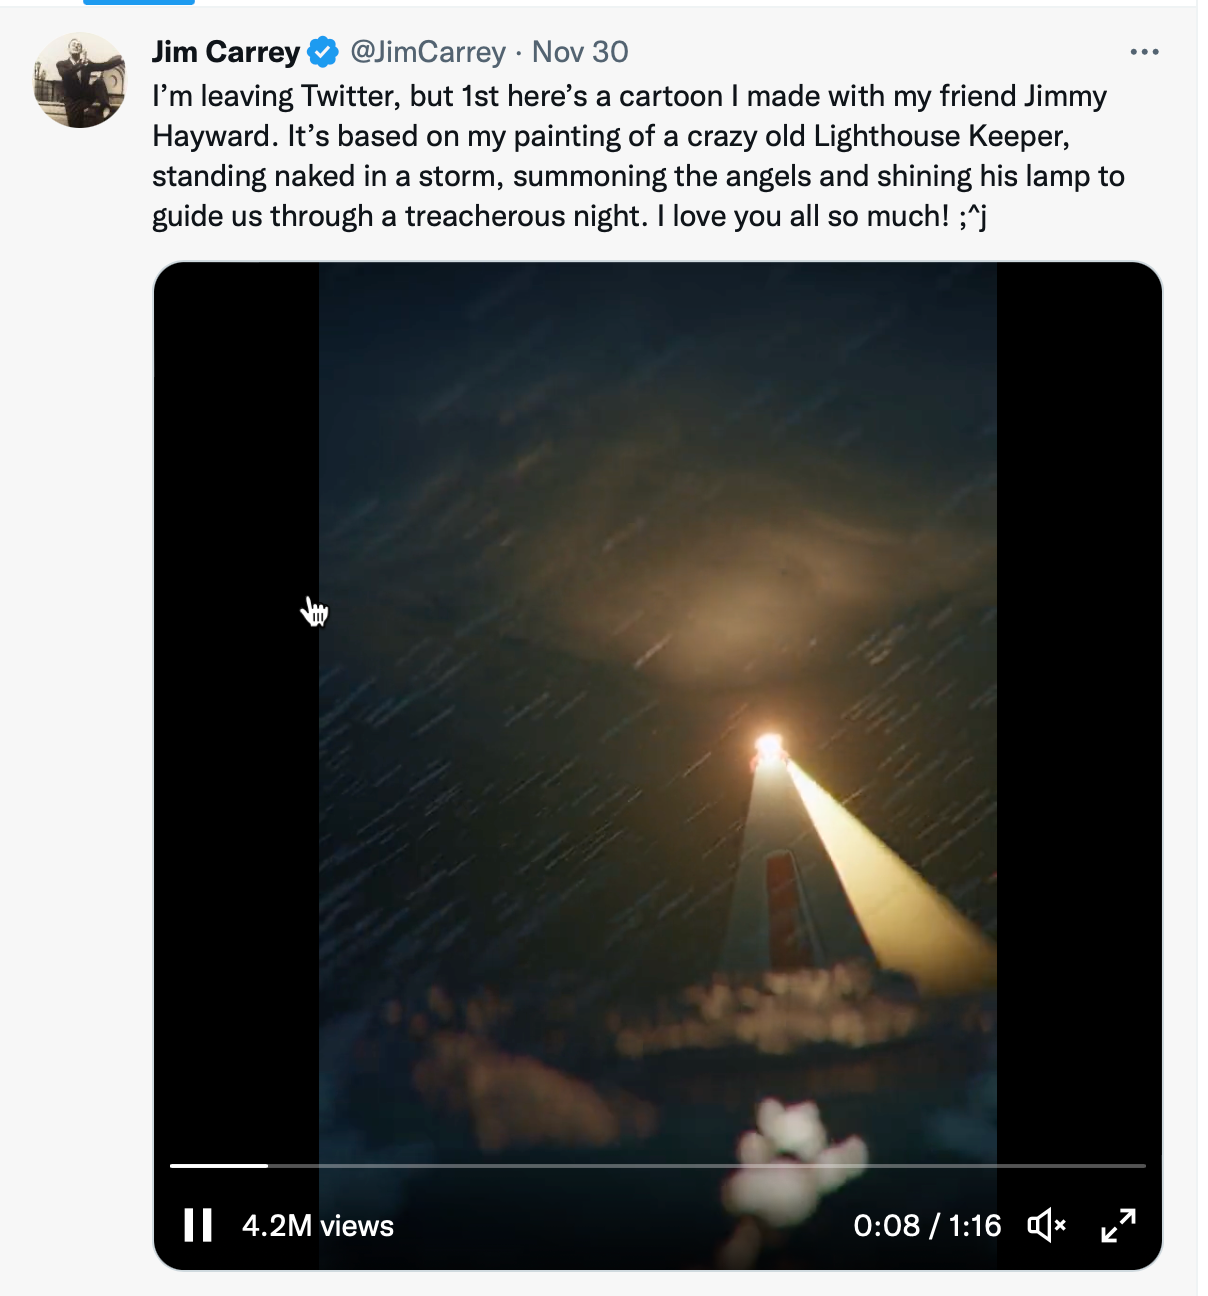 Jim Carrey @JimCarrey · Nov 30
I’m leaving Twitter, but 1st here’s a cartoon I made with my friend Jimmy
Hayward. It’s based on my painting of a crazy old Lighthouse Keeper,
standing naked in a storm, summoning the angels and shining his lamp to
guide us through a treacherous night. I love you all so much! ;^j
4.2M views 0:08 / 1:16